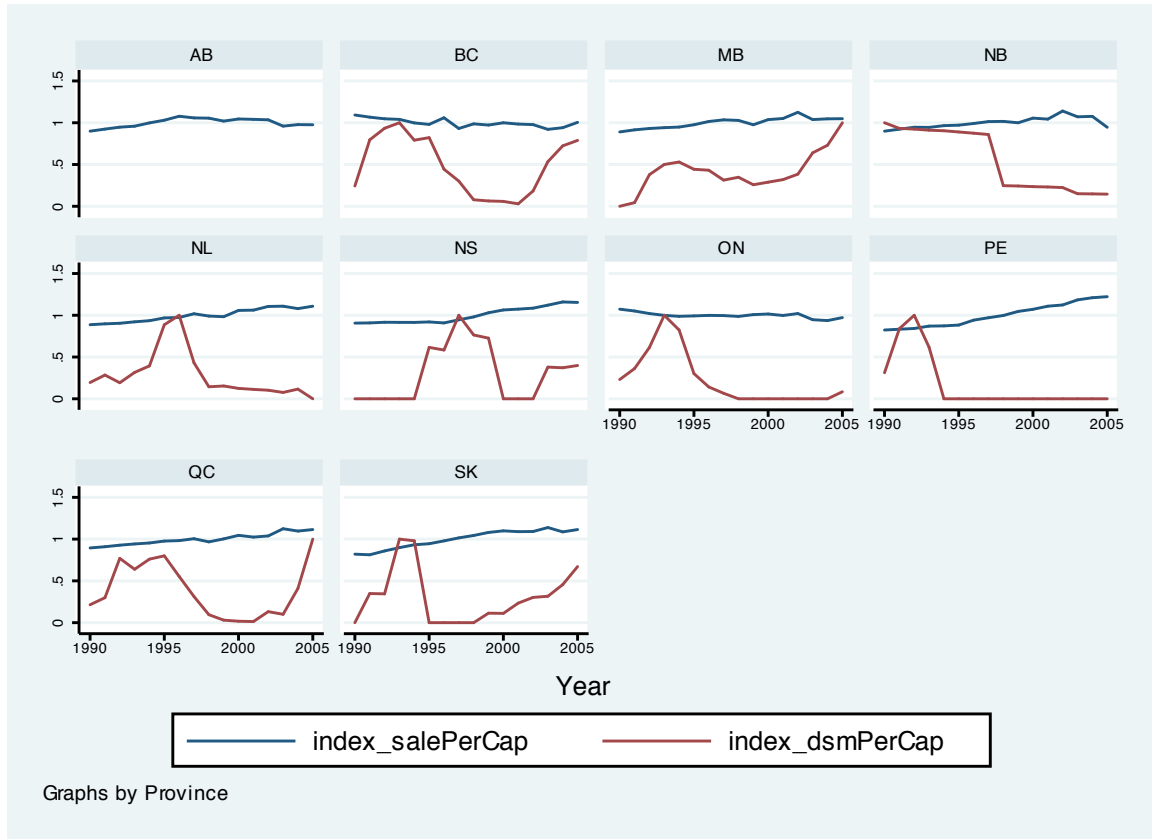 AB BC MB NB
0 .5 1 1.5
NL NS ON PE
0 .5 1 1.5
1990 1995 2000 2005 1990 1995 2000 2005
QC SK
0 .5 1 1.5
1990 1995 2000 2005 1990 1995 2000 2005
Year
index_salePerCap index_dsmPerCap
Graphs by Province